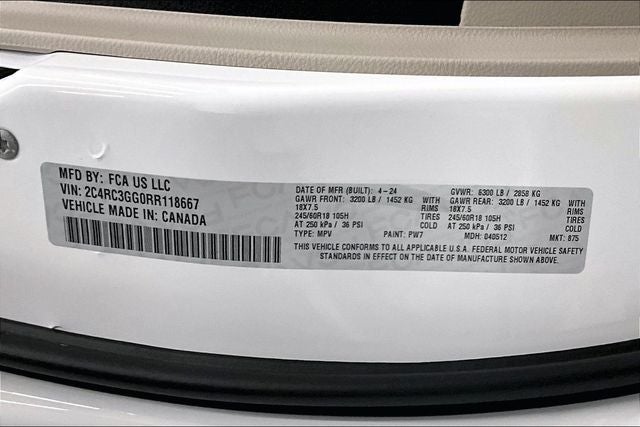 MFD BY: FCA US LLC
VIN: 2C4RC3GG0RR118667
VEHICLE MADE IN: CANADA
DATE OF MFR (BUILT): 4-24 GVWR: 6300 LB / 2858 KG
GAWR FRONT: 3200 LB / 1452 KG GAWR REAR: 3200 LB / 1452 KG
18X7.5 RIMS 18X7.5 RIMS
245/60R18 105H TIRES 245/60R18 105H TIRES
AT 250 kPa / 36 PSI COLD AT 250 kPa / 36 PSI COLD
TYPE: MPV PAINT: PW7 MDH: 040512 MKT: 875
THIS VEHICLE CONFORMS TO ALL APPLICABLE U.S.A. FEDERAL MOTOR VEHICLE SAFETY
STANDARDS IN EFFECT ON THE DATE OF MANUFACTURE SHOWN ABOVE.